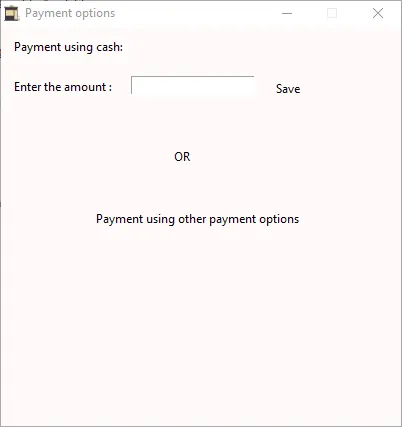 Payment options
Payment using cash:
Enter the amount :
Save
OR
Payment using other payment options